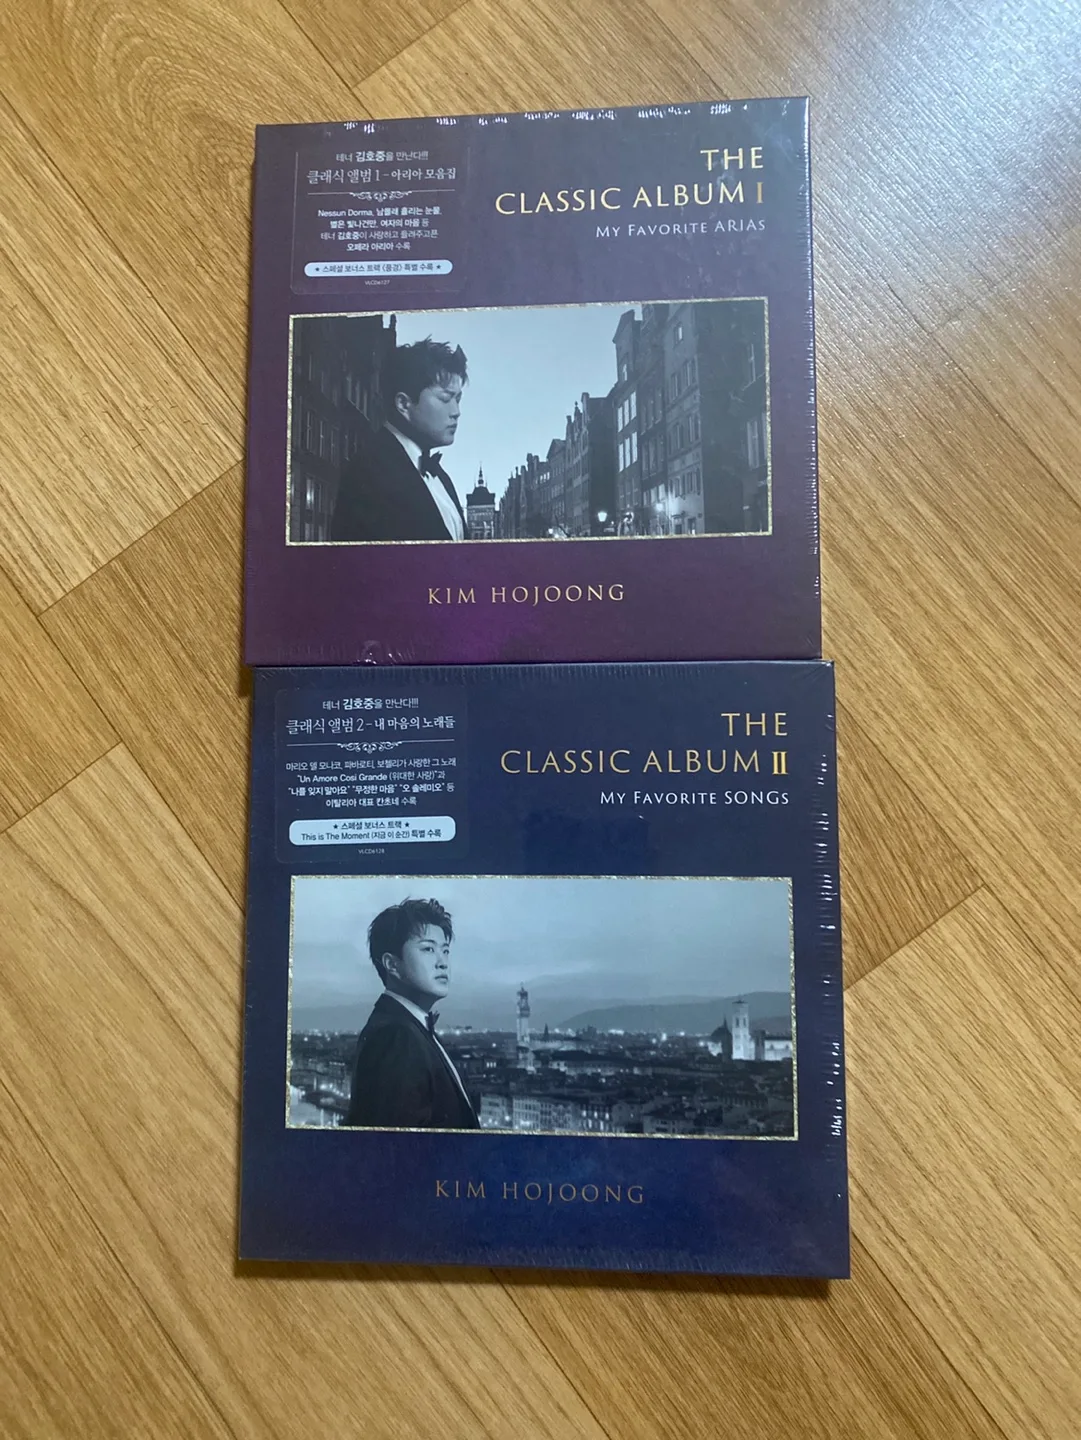 테너 김호중을 만난다!!!
클래식 앨범 1 - 아리아 모음집
Nessun Dorma, 남몰래 흘리는 눈물,
별은 빛나건만, 여자의 마음 등
테너 김호중이 사랑하고 들려주고픈
오페라 아리아 수록
★ 스페셜 보너스 트랙 (풍경) 특별 수록 ★
VLCD6127
THE
CLASSIC ALBUM I
MY FAVORITE ARIAS
KIM HOJOONG
테너 김호중을 만난다!!!
클래식 앨범 2 - 내 마음의 노래들
마리오 델 모나코, 파바로티, 보첼리가 사랑한 그 노래
"Un Amore Cosi Grande (위대한 사랑)"과
"나를 잊지 말아요" "무정한 마음" "오 솔레미오" 등
이탈리아 대표 칸초네 수록
★ 스페셜 보너스 트랙 ★
This is The Moment (지금 이 순간) 특별 수록
VLCD6128
THE
CLASSIC ALBUM II
MY FAVORITE SONGS
KIM HOJOONG